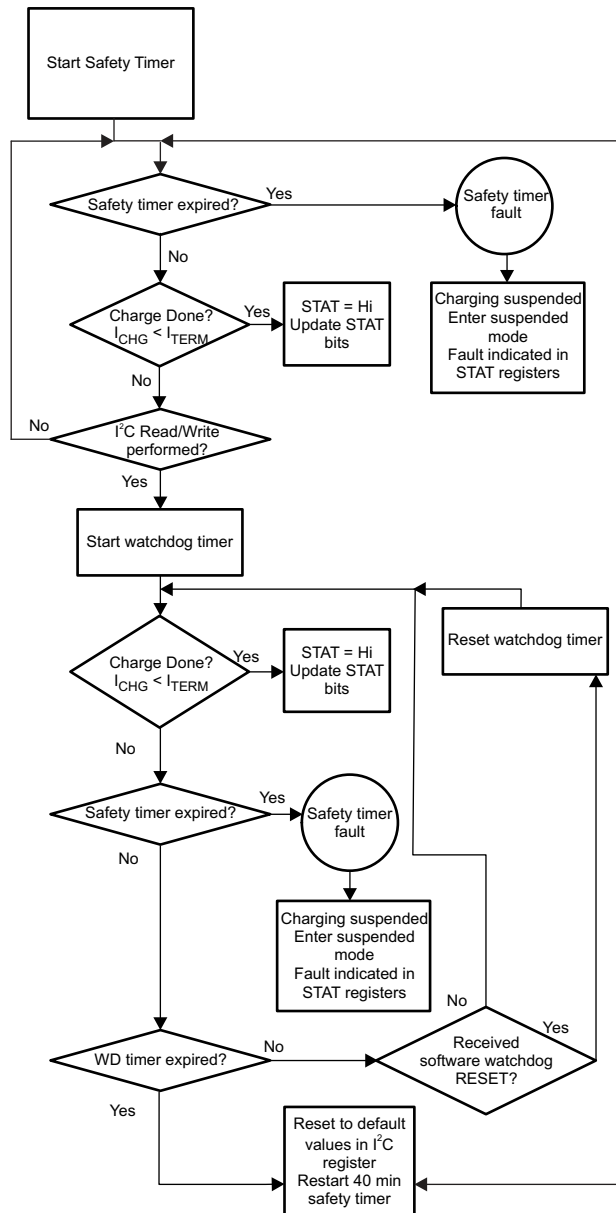 Start Safety Timer
Safety timer expired?
Yes
Safety timer
fault
No
Charging suspended
Enter suspended
mode
Fault indicated in
STAT registers
Charge Done?
I_CHG < I_TERM
Yes
STAT = Hi
Update STAT
bits
No
I²C Read/Write
performed?
No
Yes
Start watchdog timer
Reset watchdog timer
Charge Done?
I_CHG < I_TERM
Yes
STAT = Hi
Update STAT
bits
No
Safety timer expired?
Yes
Safety timer
fault
No
Charging suspended
Enter suspended
mode
Fault indicated in
STAT registers
WD timer expired?
No
Received
software watchdog
RESET?
No
Yes
Yes
Reset to default
values in I²C
register
Restart 40 min
safety timer